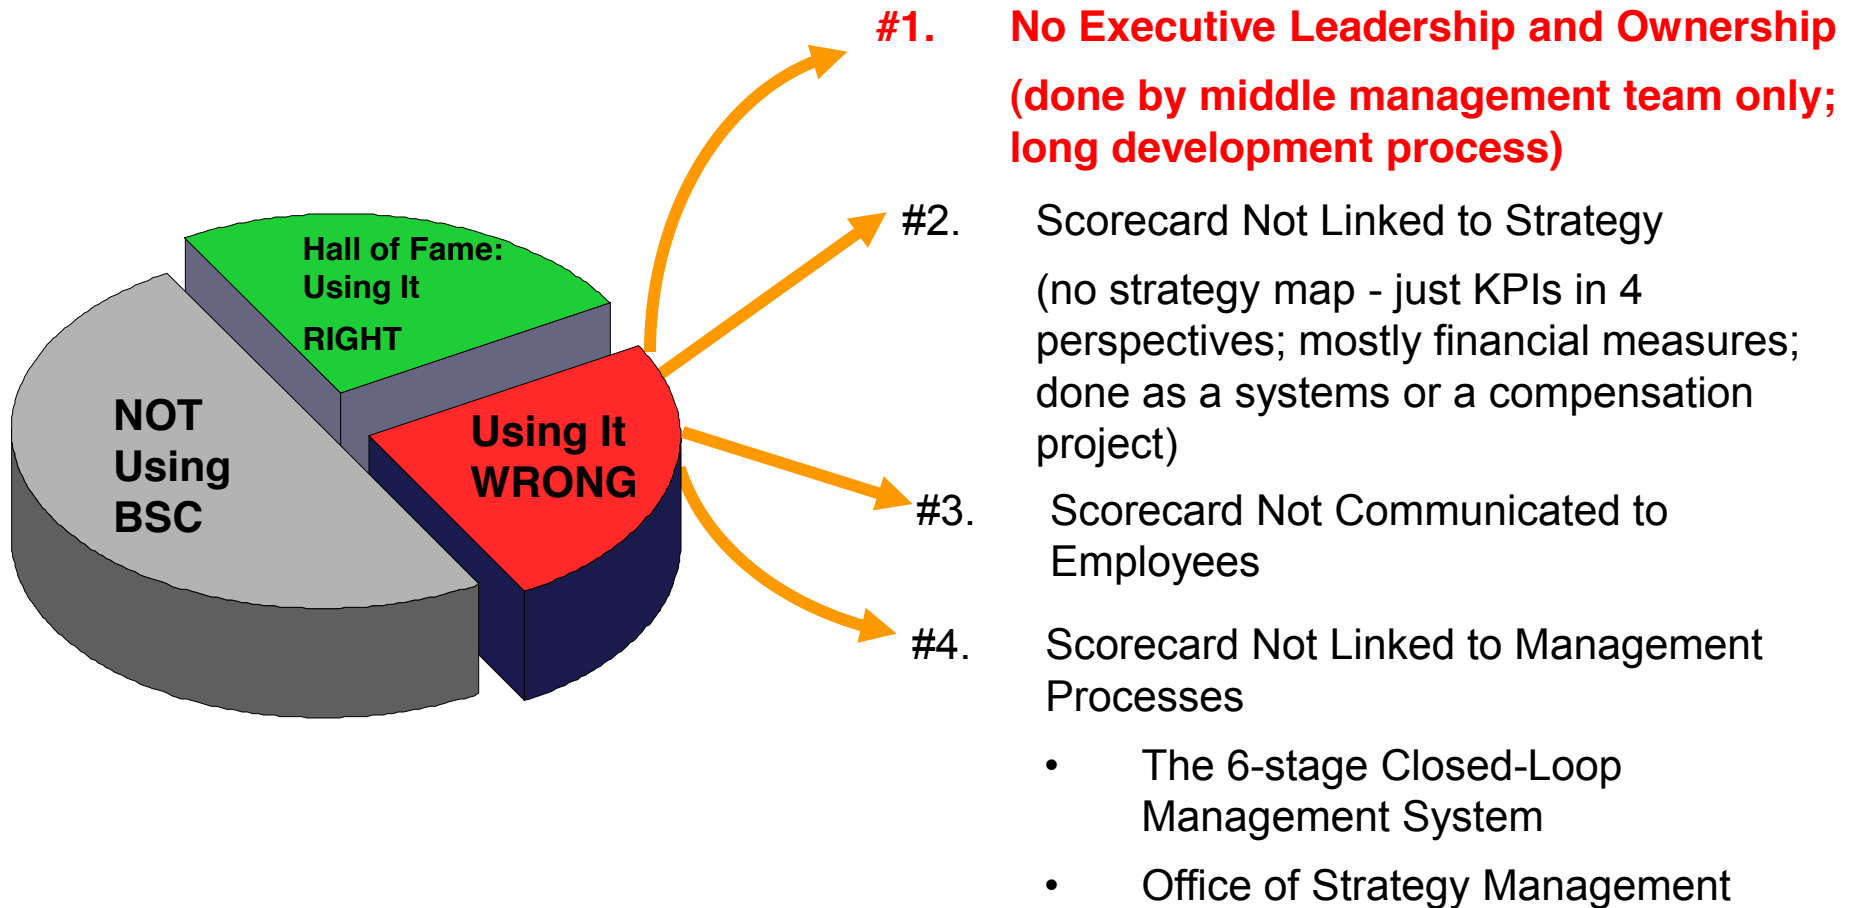 Hall of Fame:
Using It
RIGHT
NOT
Using
BSC
Using It
WRONG
#1. No Executive Leadership and Ownership
(done by middle management team only;
long development process)
#2. Scorecard Not Linked to Strategy
(no strategy map - just KPIs in 4
perspectives; mostly financial measures;
done as a systems or a compensation
project)
#3. Scorecard Not Communicated to
Employees
#4. Scorecard Not Linked to Management
Processes
• The 6-stage Closed-Loop
Management System
• Office of Strategy Management